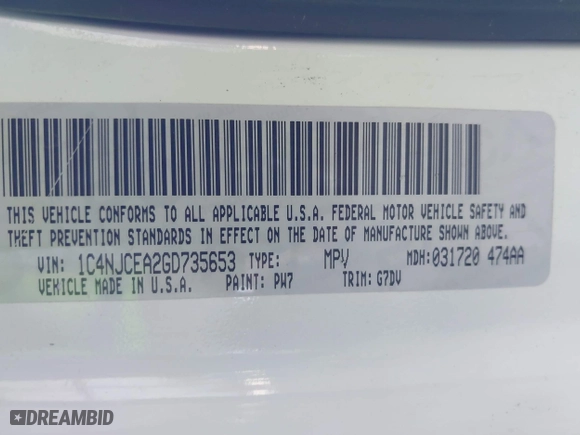 THIS VEHICLE CONFORMS TO ALL APPLICABLE U.S.A. FEDERAL MOTOR VEHICLE SAFETY AND
THEFT PREVENTION STANDARDS IN EFFECT ON THE DATE OF MANUFACTURE SHOWN ABOVE.
VIN: 1C4NJCEA2GD735653 TYPE: MPV MDH:031720 474AA
VEHICLE MADE IN U.S.A. PAINT: PW7 TRIM: G7DV
DREAMBID